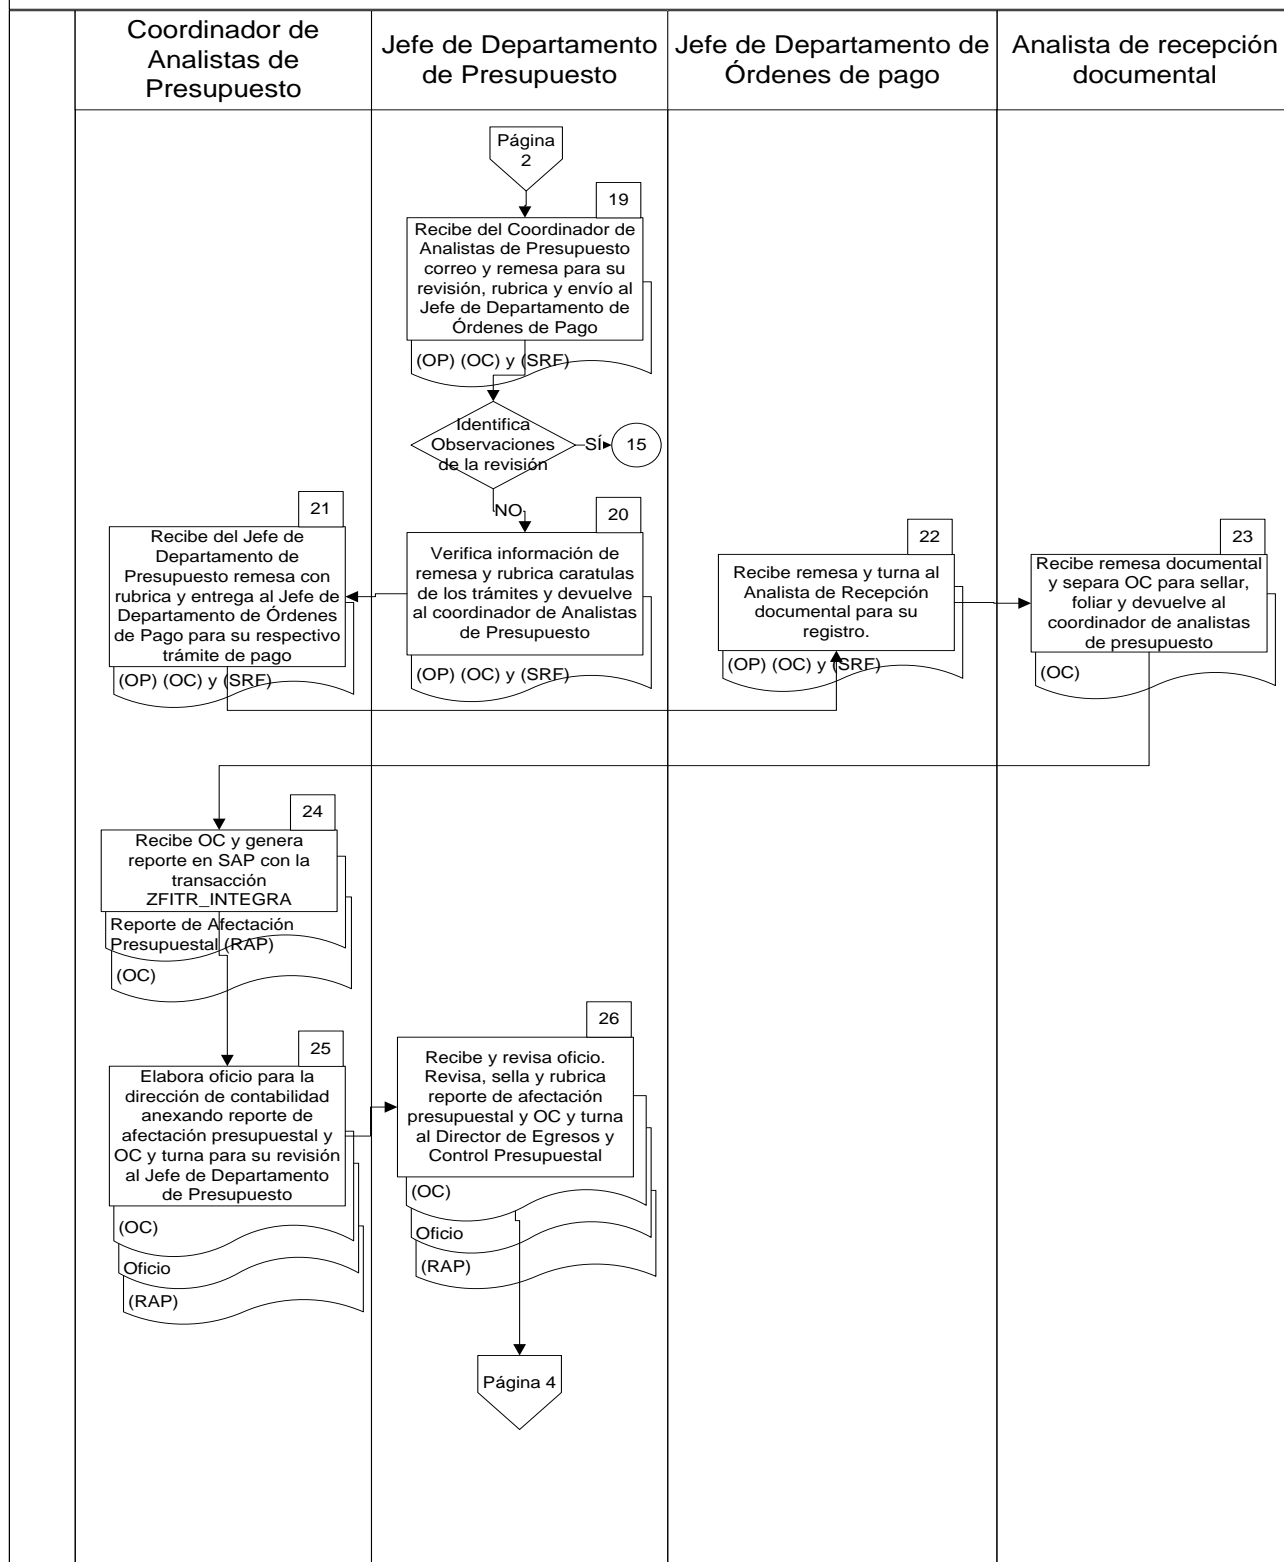 Coordinador de
Analistas de
Presupuesto
Jefe de Departamento
de Presupuesto
Jefe de Departamento de
Órdenes de pago
Analista de recepción
documental
Página
2
19
Recibe del Coordinador de
Analistas de Presupuesto
correo y remesa para su
revisión, rubrica y envío al
Jefe de Departamento de
Órdenes de Pago
(OP) (OC) y (SRF)
Identifica
Observaciones
de la revisión
SÍ
15
NO
21
Recibe del Jefe de
Departamento de
Presupuesto remesa con
rubrica y entrega al Jefe de
Departamento de Órdenes
de Pago para su respectivo
trámite de pago
(OP) (OC) y (SRF)
20
Verifica información de
remesa y rubrica caratulas
de los trámites y devuelve
al coordinador de Analistas
de Presupuesto
(OP) (OC) y (SRF)
22
Recibe remesa y turna al
Analista de Recepción
documental para su
registro.
(OP) (OC) y (SRF)
23
Recibe remesa documental
y separa OC para sellar,
foliar y devuelve al
coordinador de analistas
de presupuesto
(OC)
24
Recibe OC y genera
reporte en SAP con la
transacción
ZFITR_INTEGRA
Reporte de Afectación
Presupuestal (RAP)
(OC)
25
Elabora oficio para la
dirección de contabilidad
anexando reporte de
afectación presupuestal y
OC y turna para su revisión
al Jefe de Departamento
de Presupuesto
(OC)
Oficio
(RAP)
26
Recibe y revisa oficio.
Revisa, sella y rubrica
reporte de afectación
presupuestal y OC y turna
al Director de Egresos y
Control Presupuestal
(OC)
Oficio
(RAP)
Página 4